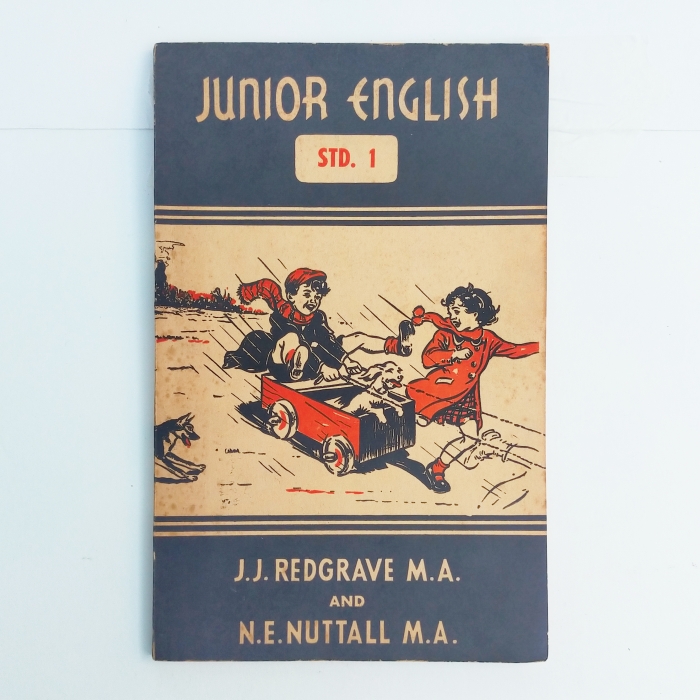 JUNIOR ENGLISH
STD. 1
J.J. REDGRAVE M.A.
AND
N.E. NUTTALL M.A.